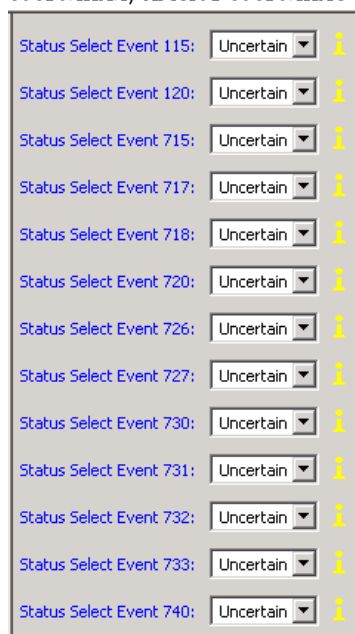 Status Select Event 115: Uncertain
Status Select Event 120: Uncertain
Status Select Event 715: Uncertain
Status Select Event 717: Uncertain
Status Select Event 718: Uncertain
Status Select Event 720: Uncertain
Status Select Event 726: Uncertain
Status Select Event 727: Uncertain
Status Select Event 730: Uncertain
Status Select Event 731: Uncertain
Status Select Event 732: Uncertain
Status Select Event 733: Uncertain
Status Select Event 740: Uncertain